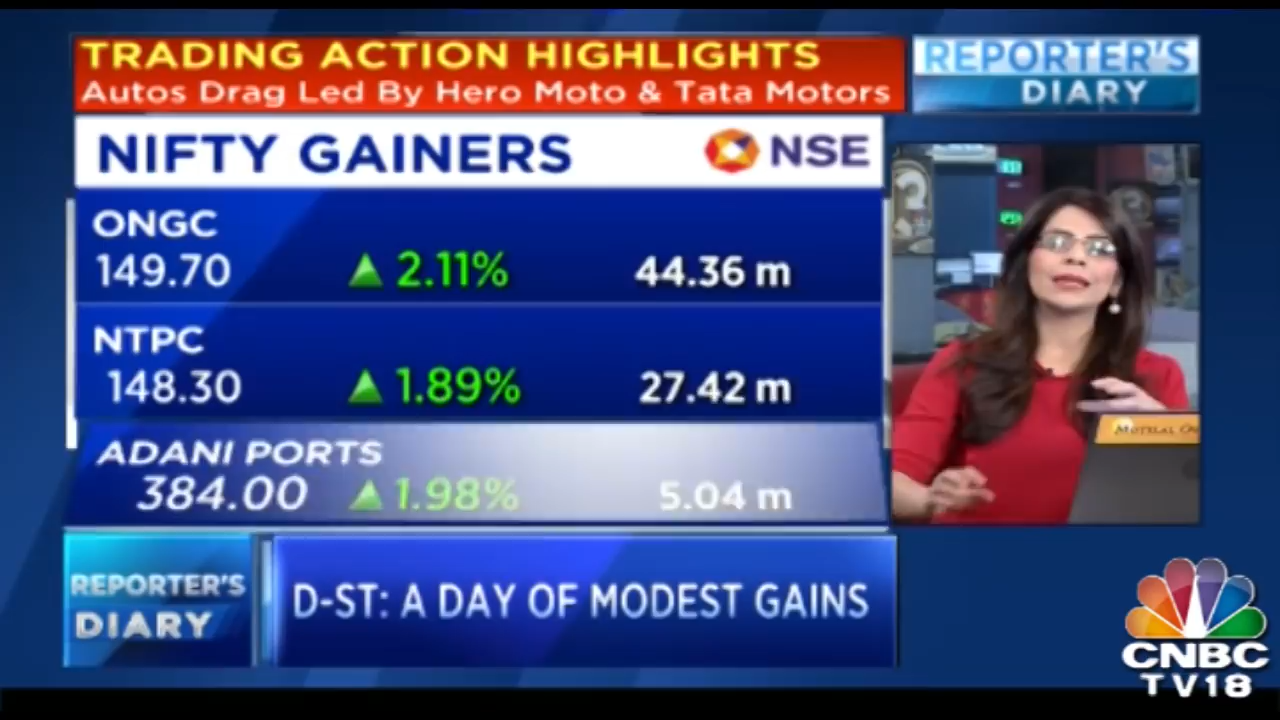 TRADING ACTION HIGHLIGHTS
Autos Drag Led By Hero Moto & Tata Motors
REPORTER'S
DIARY
NIFTY GAINERS
NSE
ONGC
149.70 2.11% 44.36 m
NTPC
148.30 1.89% 27.42 m
ADANI PORTS
384.00 1.98% 5.04 m
MOTILAL
REPORTER'S
DIARY
D-ST: A DAY OF MODEST GAINS
CNBC
TV18